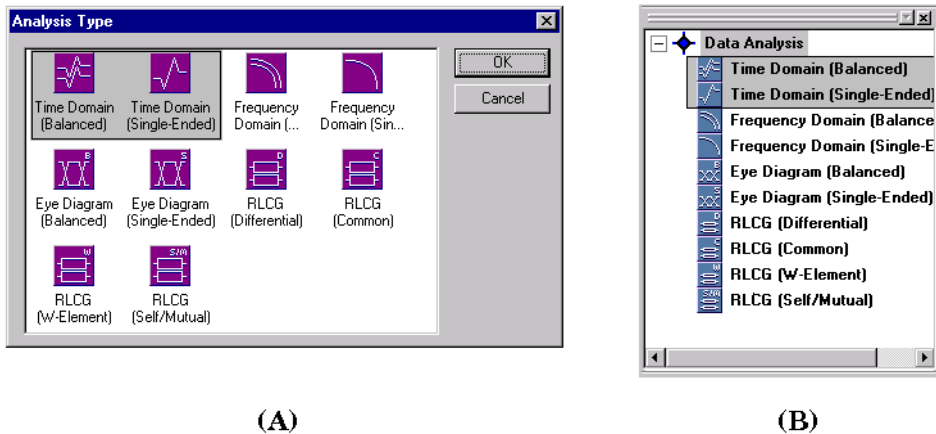 Analysis Type
OK
Cancel
Time Domain (Balanced)
Time Domain (Single-Ended)
Frequency Domain (...
Frequency Domain (Sin...
B
Eye Diagram (Balanced)
S
Eye Diagram (Single-Ended)
D
RLCG (Differential)
C
RLCG (Common)
W
RLCG (W-Element)
S/M
RLCG (Self/Mutual)
(A)
Data Analysis
Time Domain (Balanced)
Time Domain (Single-Ended)
Frequency Domain (Balance
Frequency Domain (Single-E
B
Eye Diagram (Balanced)
S
Eye Diagram (Single-Ended)
D
RLCG (Differential)
C
RLCG (Common)
W
RLCG (W-Element)
S/M
RLCG (Self/Mutual)
(B)